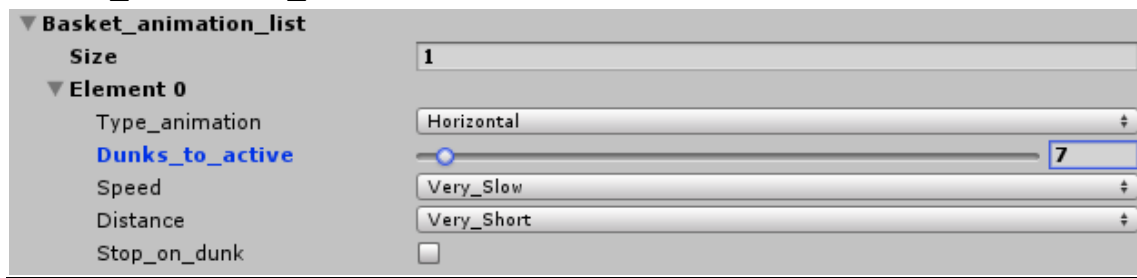 Basket_animation_list
Size 1
Element 0
Type_animation Horizontal
Dunks_to_active 7
Speed Very_Slow
Distance Very_Short
Stop_on_dunk